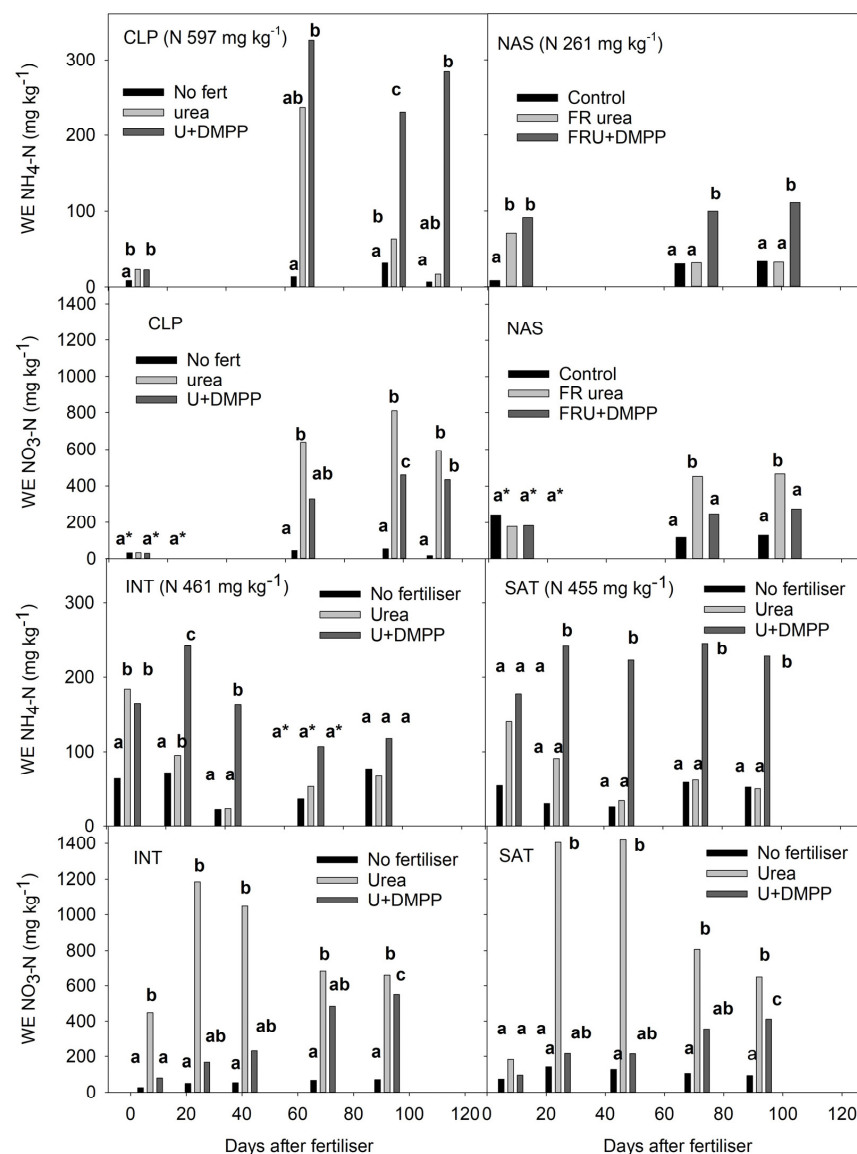 CLP (N 597 mg kg-1)
No fert
urea
U+DMPP
WE NH4-N (mg kg-1)
300
200
100
0
a b b
a ab b
a b c
a ab b
NAS (N 261 mg kg-1)
Control
FR urea
FRU+DMPP
a b b
a a b
a a b
CLP
No fert
urea
U+DMPP
WE NO3-N (mg kg-1)
1400
1200
1000
800
600
400
200
0
a* a* a*
a b ab
a b c
a b b
NAS
Control
FR urea
FRU+DMPP
a* a* a*
a b a
a b a
INT (N 461 mg kg-1)
No fertiliser
Urea
U+DMPP
WE NH4-N (mg kg-1)
300
200
100
0
a b b
a b c
a a b
a* a* a*
a a a
SAT (N 455 mg kg-1)
No fertiliser
Urea
U+DMPP
a a a
a a b
a a b
a a b
a a b
INT
No fertiliser
Urea
U+DMPP
WE NO3-N (mg kg-1)
1400
1200
1000
800
600
400
200
0
a b a
a b ab
a b ab
a b ab
a b c
0 20 40 60 80 100 120
Days after fertiliser
SAT
No fertiliser
Urea
U+DMPP
a a a
a b ab
a b ab
a b ab
a b c
0 20 40 60 80 100 120
Days after fertiliser